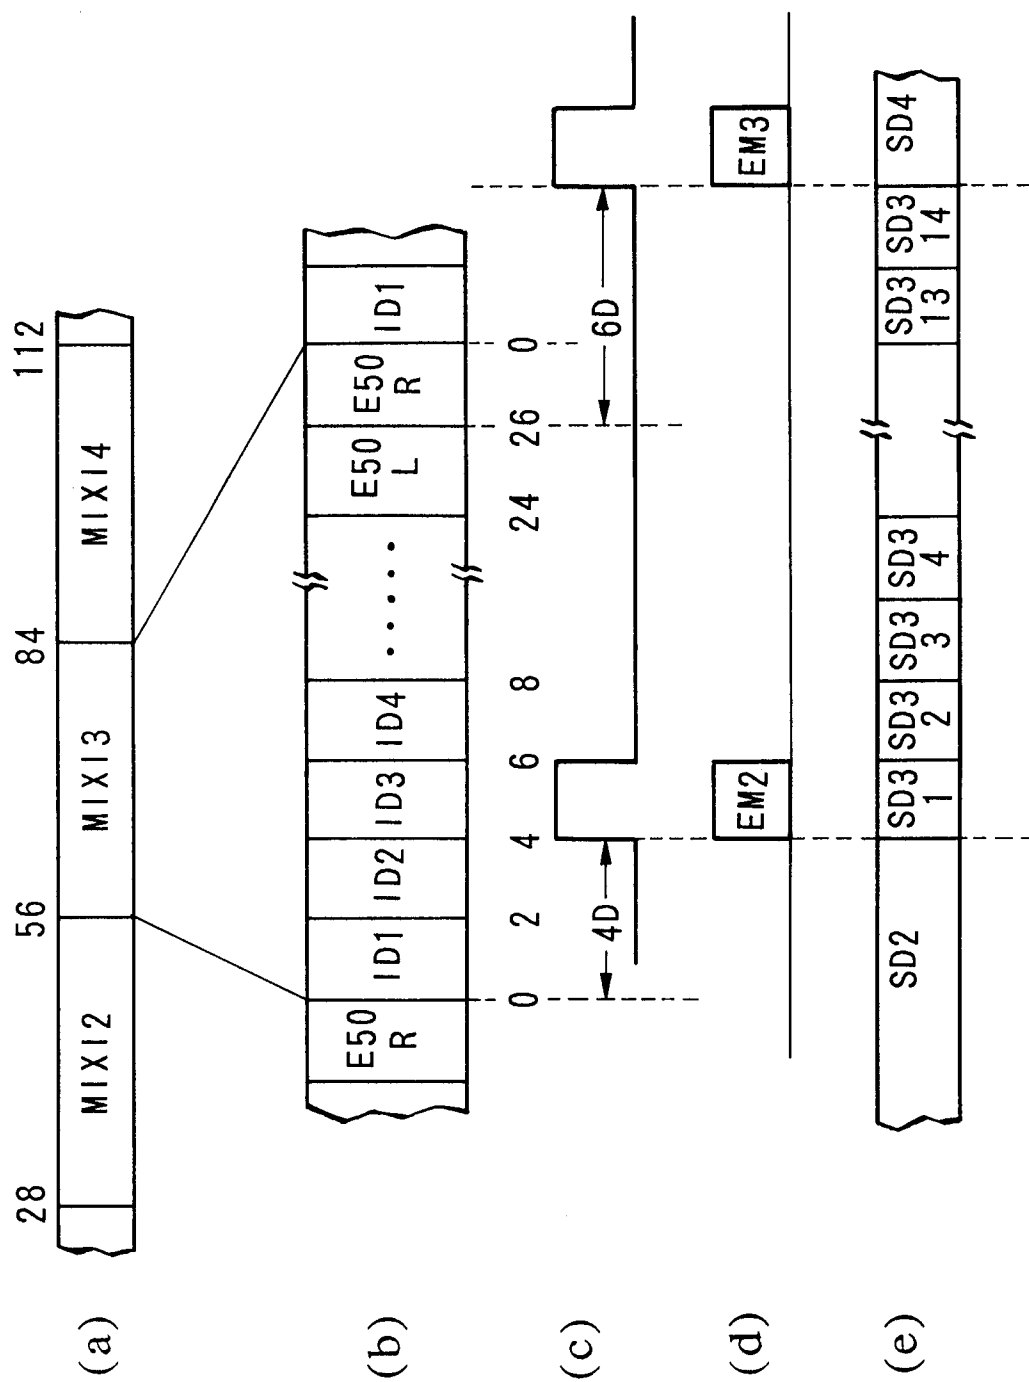 28 56 84 112
(a) MIXI2 MIXI3 MIXI4
(b) E50 R ID1 ID2 ID3 ID4 ..... E50 L E50 R ID1
0 2 4 6 8 24 26 0
(c) 4D 6D
(d) EM2 EM3
(e) SD2 SD3 1 SD3 2 SD3 3 SD3 4 SD3 13 SD3 14 SD4